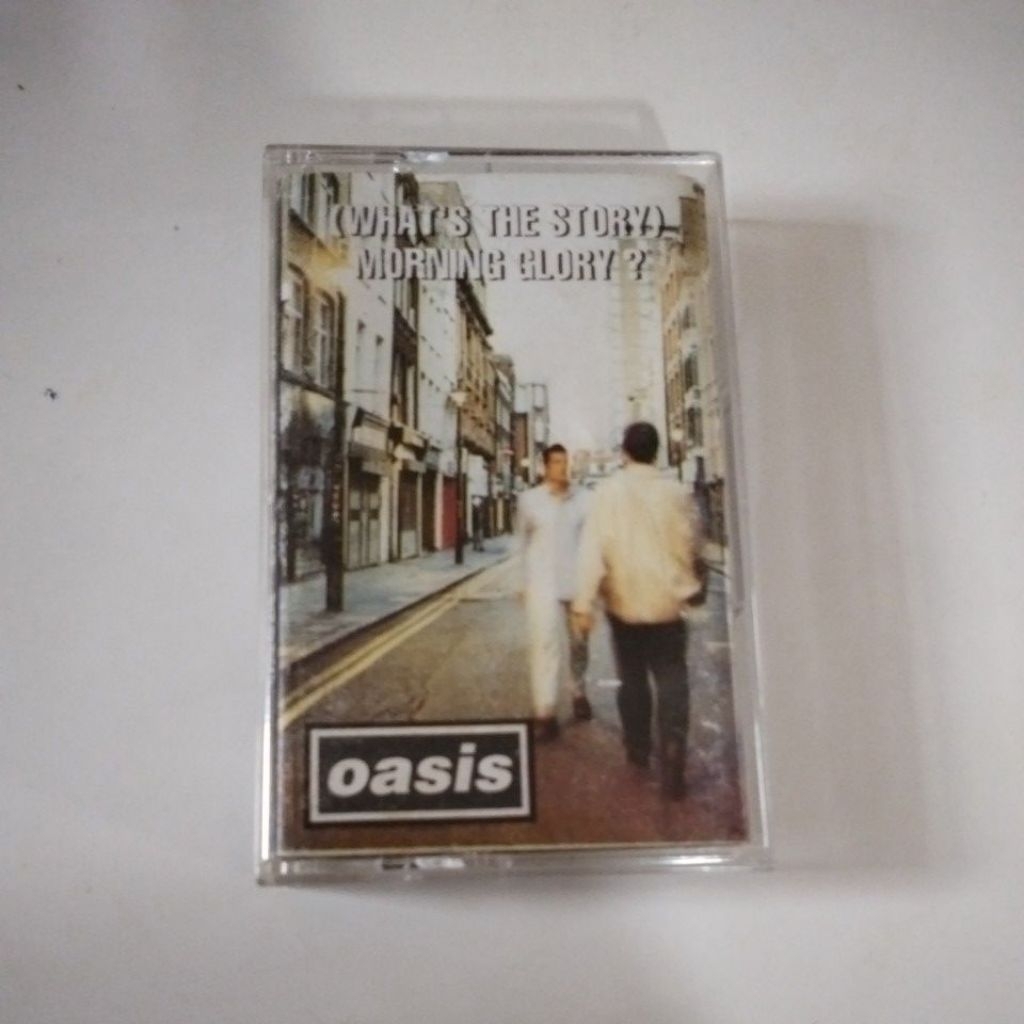 (WHAT'S THE STORY)
MORNING GLORY ?
oasis